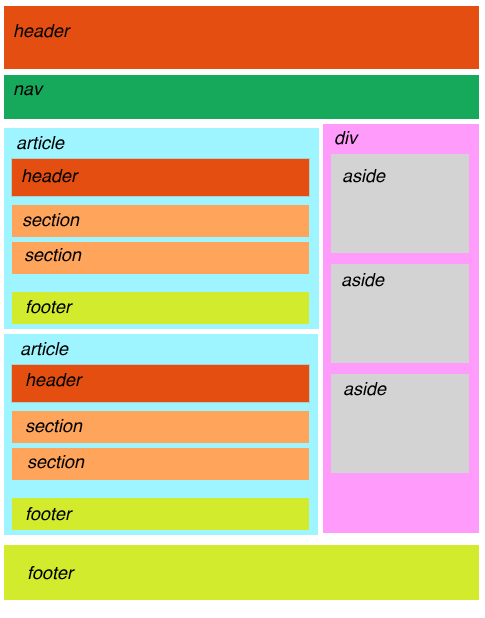 header
nav
article
header
section
section
footer
article
header
section
section
footer
div
aside
aside
aside
footer